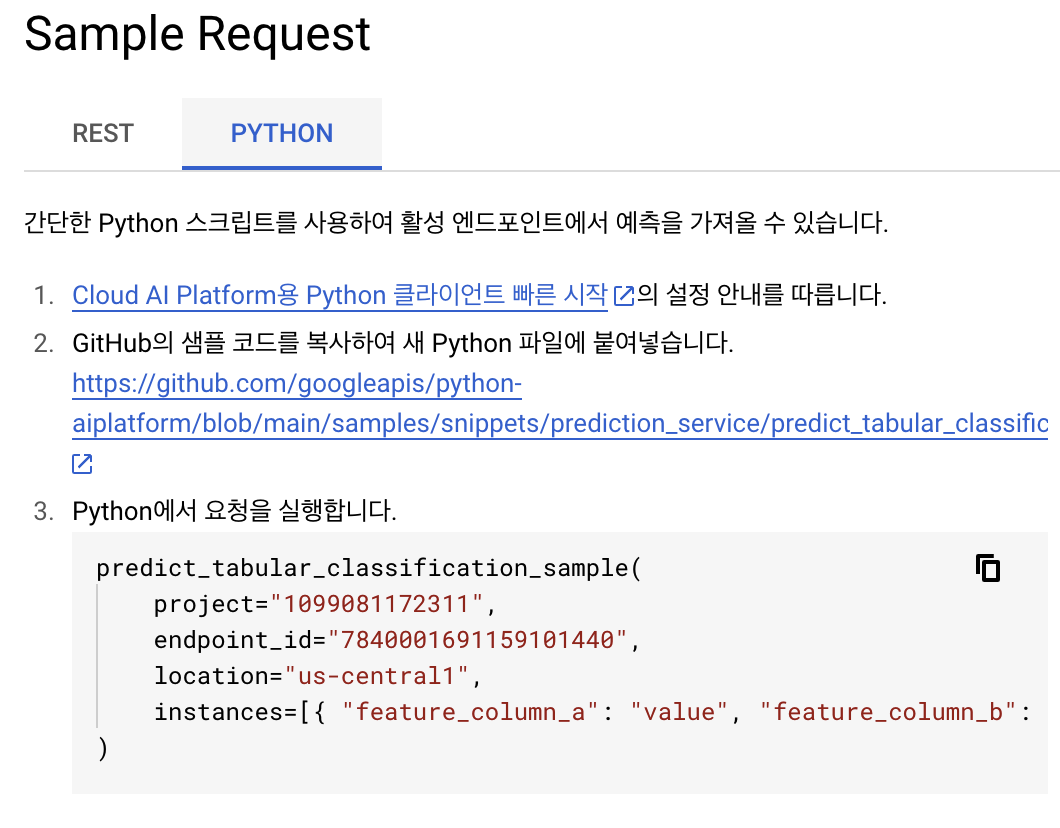 Sample Request
REST
PYTHON
간단한 Python 스크립트를 사용하여 활성 엔드포인트에서 예측을 가져올 수 있습니다.
1. Cloud AI Platform용 Python 클라이언트 빠른 시작의 설정 안내를 따릅니다.
2. GitHub의 샘플 코드를 복사하여 새 Python 파일에 붙여넣습니다.
https://github.com/googleapis/python-
aiplatform/blob/main/samples/snippets/prediction_service/predict_tabular_classific
3. Python에서 요청을 실행합니다.
predict_tabular_classification_sample(
    project="1099081172311",
    endpoint_id="7840001691159101440",
    location="us-central1",
    instances=[{ "feature_column_a": "value", "feature_column_b":
)